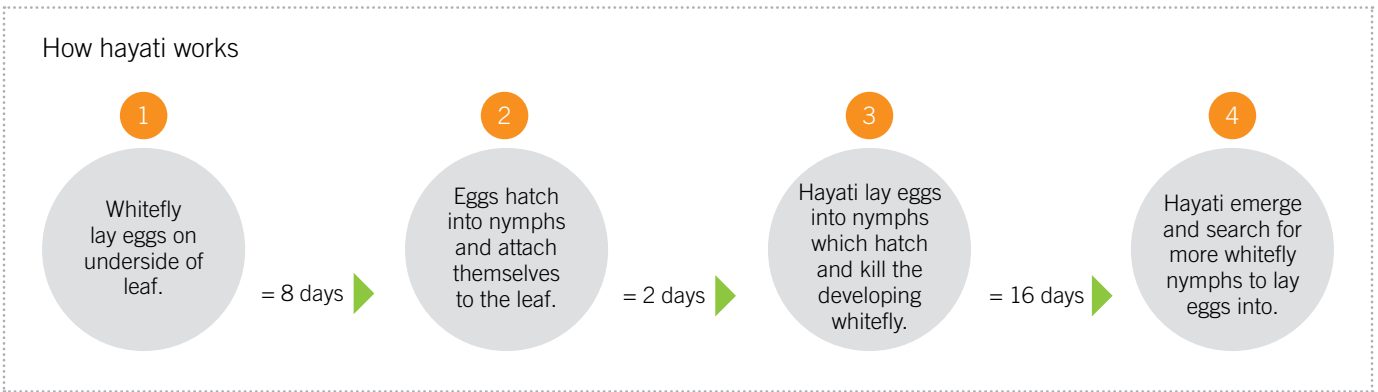 How hayati works
1
Whitefly
lay eggs on
underside of
leaf.
= 8 days
2
Eggs hatch
into nymphs
and attach
themselves
to the leaf.
= 2 days
3
Hayati lay eggs
into nymphs
which hatch
and kill the
developing
whitefly.
= 16 days
4
Hayati emerge
and search for
more whitefly
nymphs to lay
eggs into.